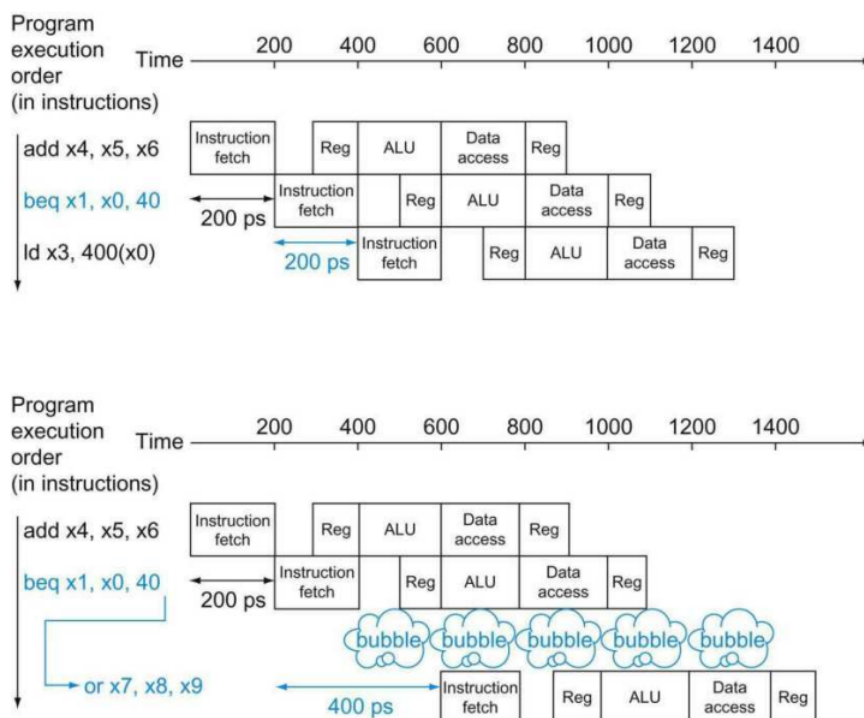 Program
execution
order
(in instructions)
Time
200 400 600 800 1000 1200 1400
add x4, x5, x6
Instruction
fetch
Reg
ALU
Data
access
Reg
beq x1, x0, 40
200 ps
Instruction
fetch
Reg
ALU
Data
access
Reg
ld x3, 400(x0)
200 ps
Instruction
fetch
Reg
ALU
Data
access
Reg
Program
execution
order
(in instructions)
Time
200 400 600 800 1000 1200 1400
add x4, x5, x6
Instruction
fetch
Reg
ALU
Data
access
Reg
beq x1, x0, 40
200 ps
Instruction
fetch
Reg
ALU
Data
access
Reg
bubble bubble bubble bubble bubble
or x7, x8, x9
400 ps
Instruction
fetch
Reg
ALU
Data
access
Reg